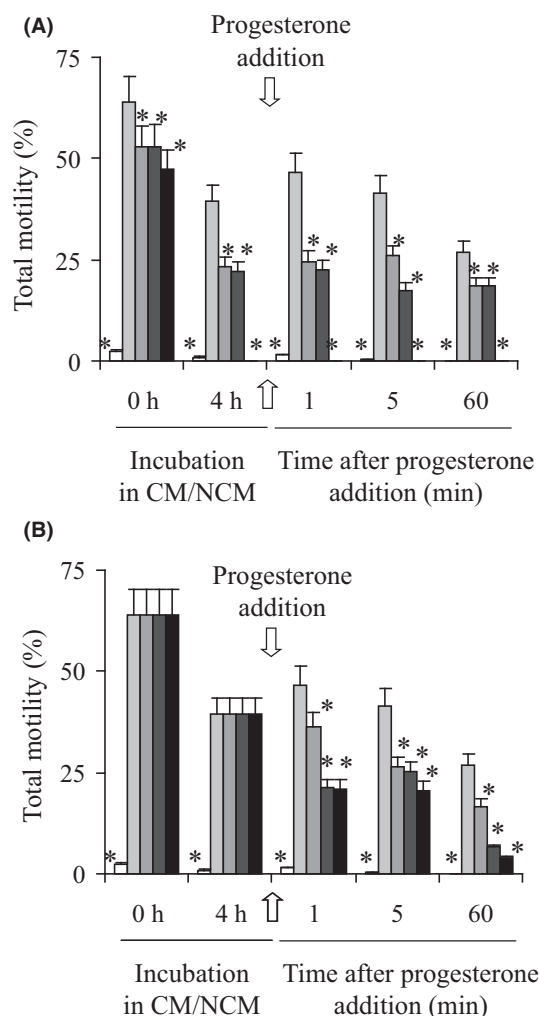 (A)
Progesterone
addition
75
50
25
0
Total motility (%)
* * * * * * * * * * * * * * * * * *
0 h 4 h 1 5 60
Incubation
in CM/NCM
Time after progesterone
addition (min)
(B)
Progesterone
addition
75
50
25
0
Total motility (%)
* * * * * * * * * * * * *
0 h 4 h 1 5 60
Incubation
in CM/NCM
Time after progesterone
addition (min)